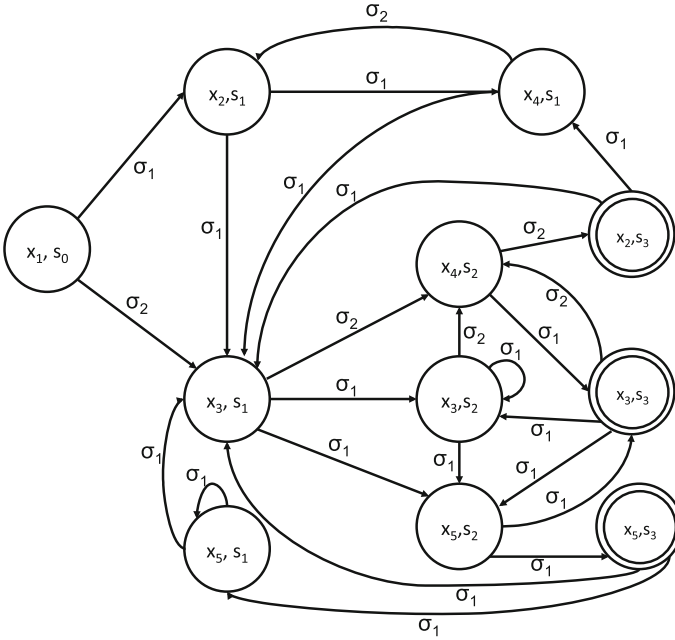 σ₂
x₂,s₁
σ₁
x₄,s₁
σ₁
σ₁
σ₁
σ₁
x₁, s₀
σ₁
σ₂
x₂,s₃
x₄,s₂
σ₂
σ₂
σ₂
σ₁
σ₂
σ₁
x₃, s₁
σ₁
x₃,s₂
x₃,s₃
σ₁
σ₁
σ₁
σ₁
σ₁
σ₁
σ₁
x₅,s₂
x₅,s₃
x₅, s₁
σ₁
σ₁
σ₁